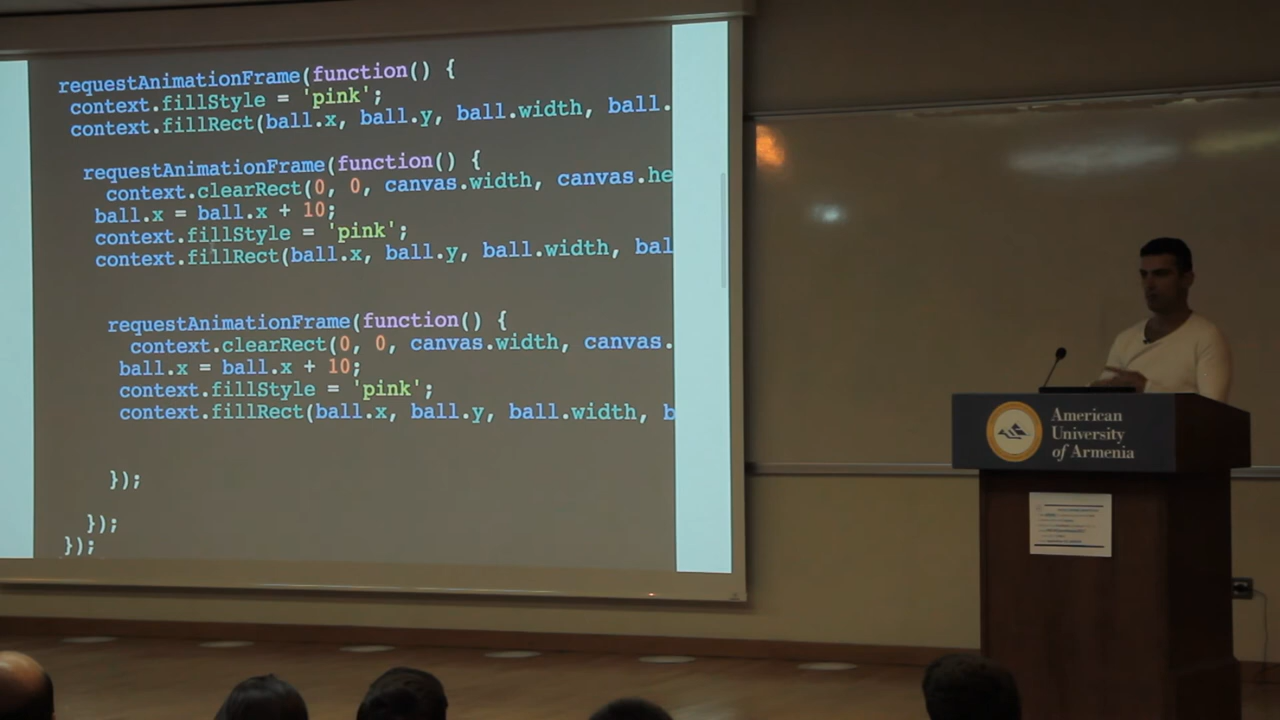 requestAnimationFrame(function() {
context.fillStyle = 'pink';
context.fillRect(ball.x, ball.y, ball.width, ball.
requestAnimationFrame(function() {
context.clearRect(0, 0, canvas.width, canvas.he
ball.x = ball.x + 10;
context.fillStyle = 'pink';
context.fillRect(ball.x, ball.y, ball.width, bal
requestAnimationFrame(function() {
context.clearRect(0, 0, canvas.width, canvas.
ball.x = ball.x + 10;
context.fillStyle = 'pink';
context.fillRect(ball.x, ball.y, ball.width, b
});
});
});
American
University
of Armenia